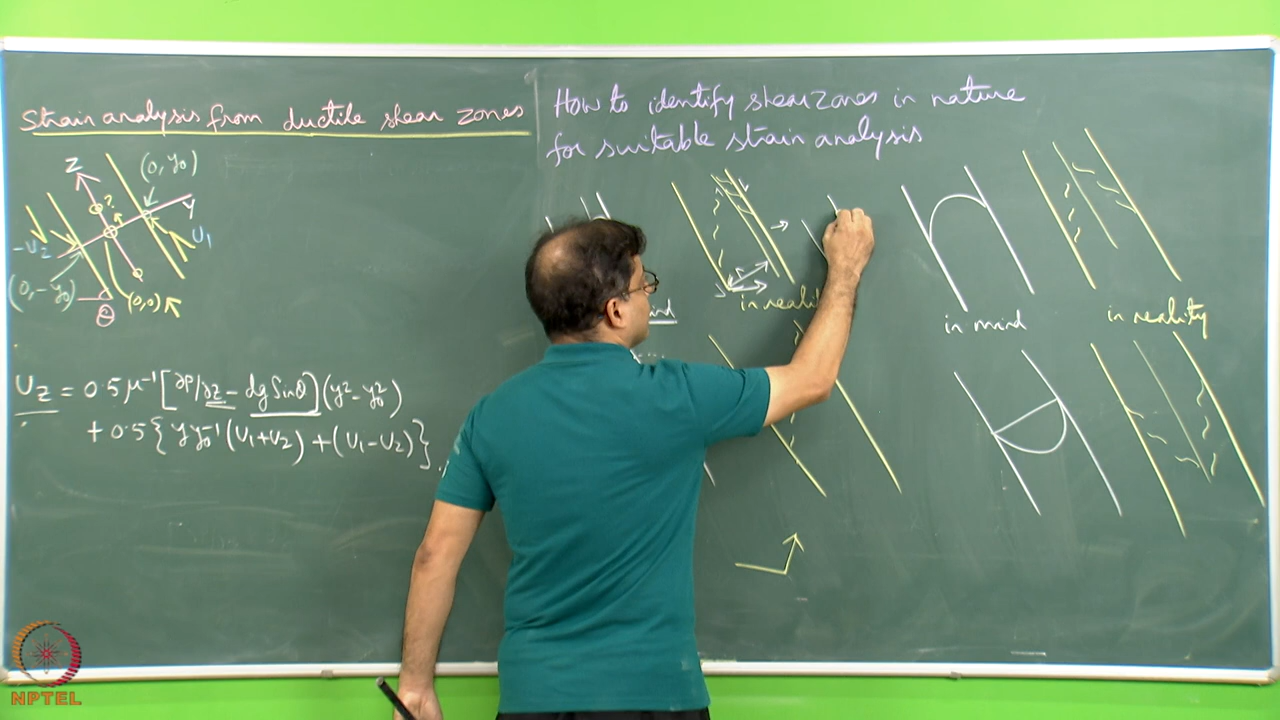 Strain analysis from ductile shear zones
Z
(0, y₀)
?
Y
-U₂
U₁
(0, -y₀)
(0,0)
θ
U_Z = 0.5 μ⁻¹ [∂P/∂z - dg Sinθ] (y² - y₀²)
+ 0.5 { y y₀⁻¹ (U₁+U₂) + (U₁-U₂) }
How to identify shear zones in nature
for suitable strain analysis
in mind
in reality
NPTEL